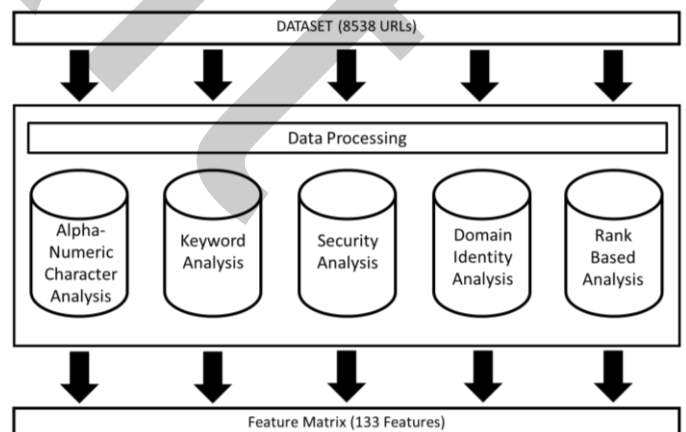 DATASET (8538 URLs)
Data Processing
Alpha-
Numeric
Character
Analysis
Keyword
Analysis
Security
Analysis
Domain
Identity
Analysis
Rank
Based
Analysis
Feature Matrix (133 Features)